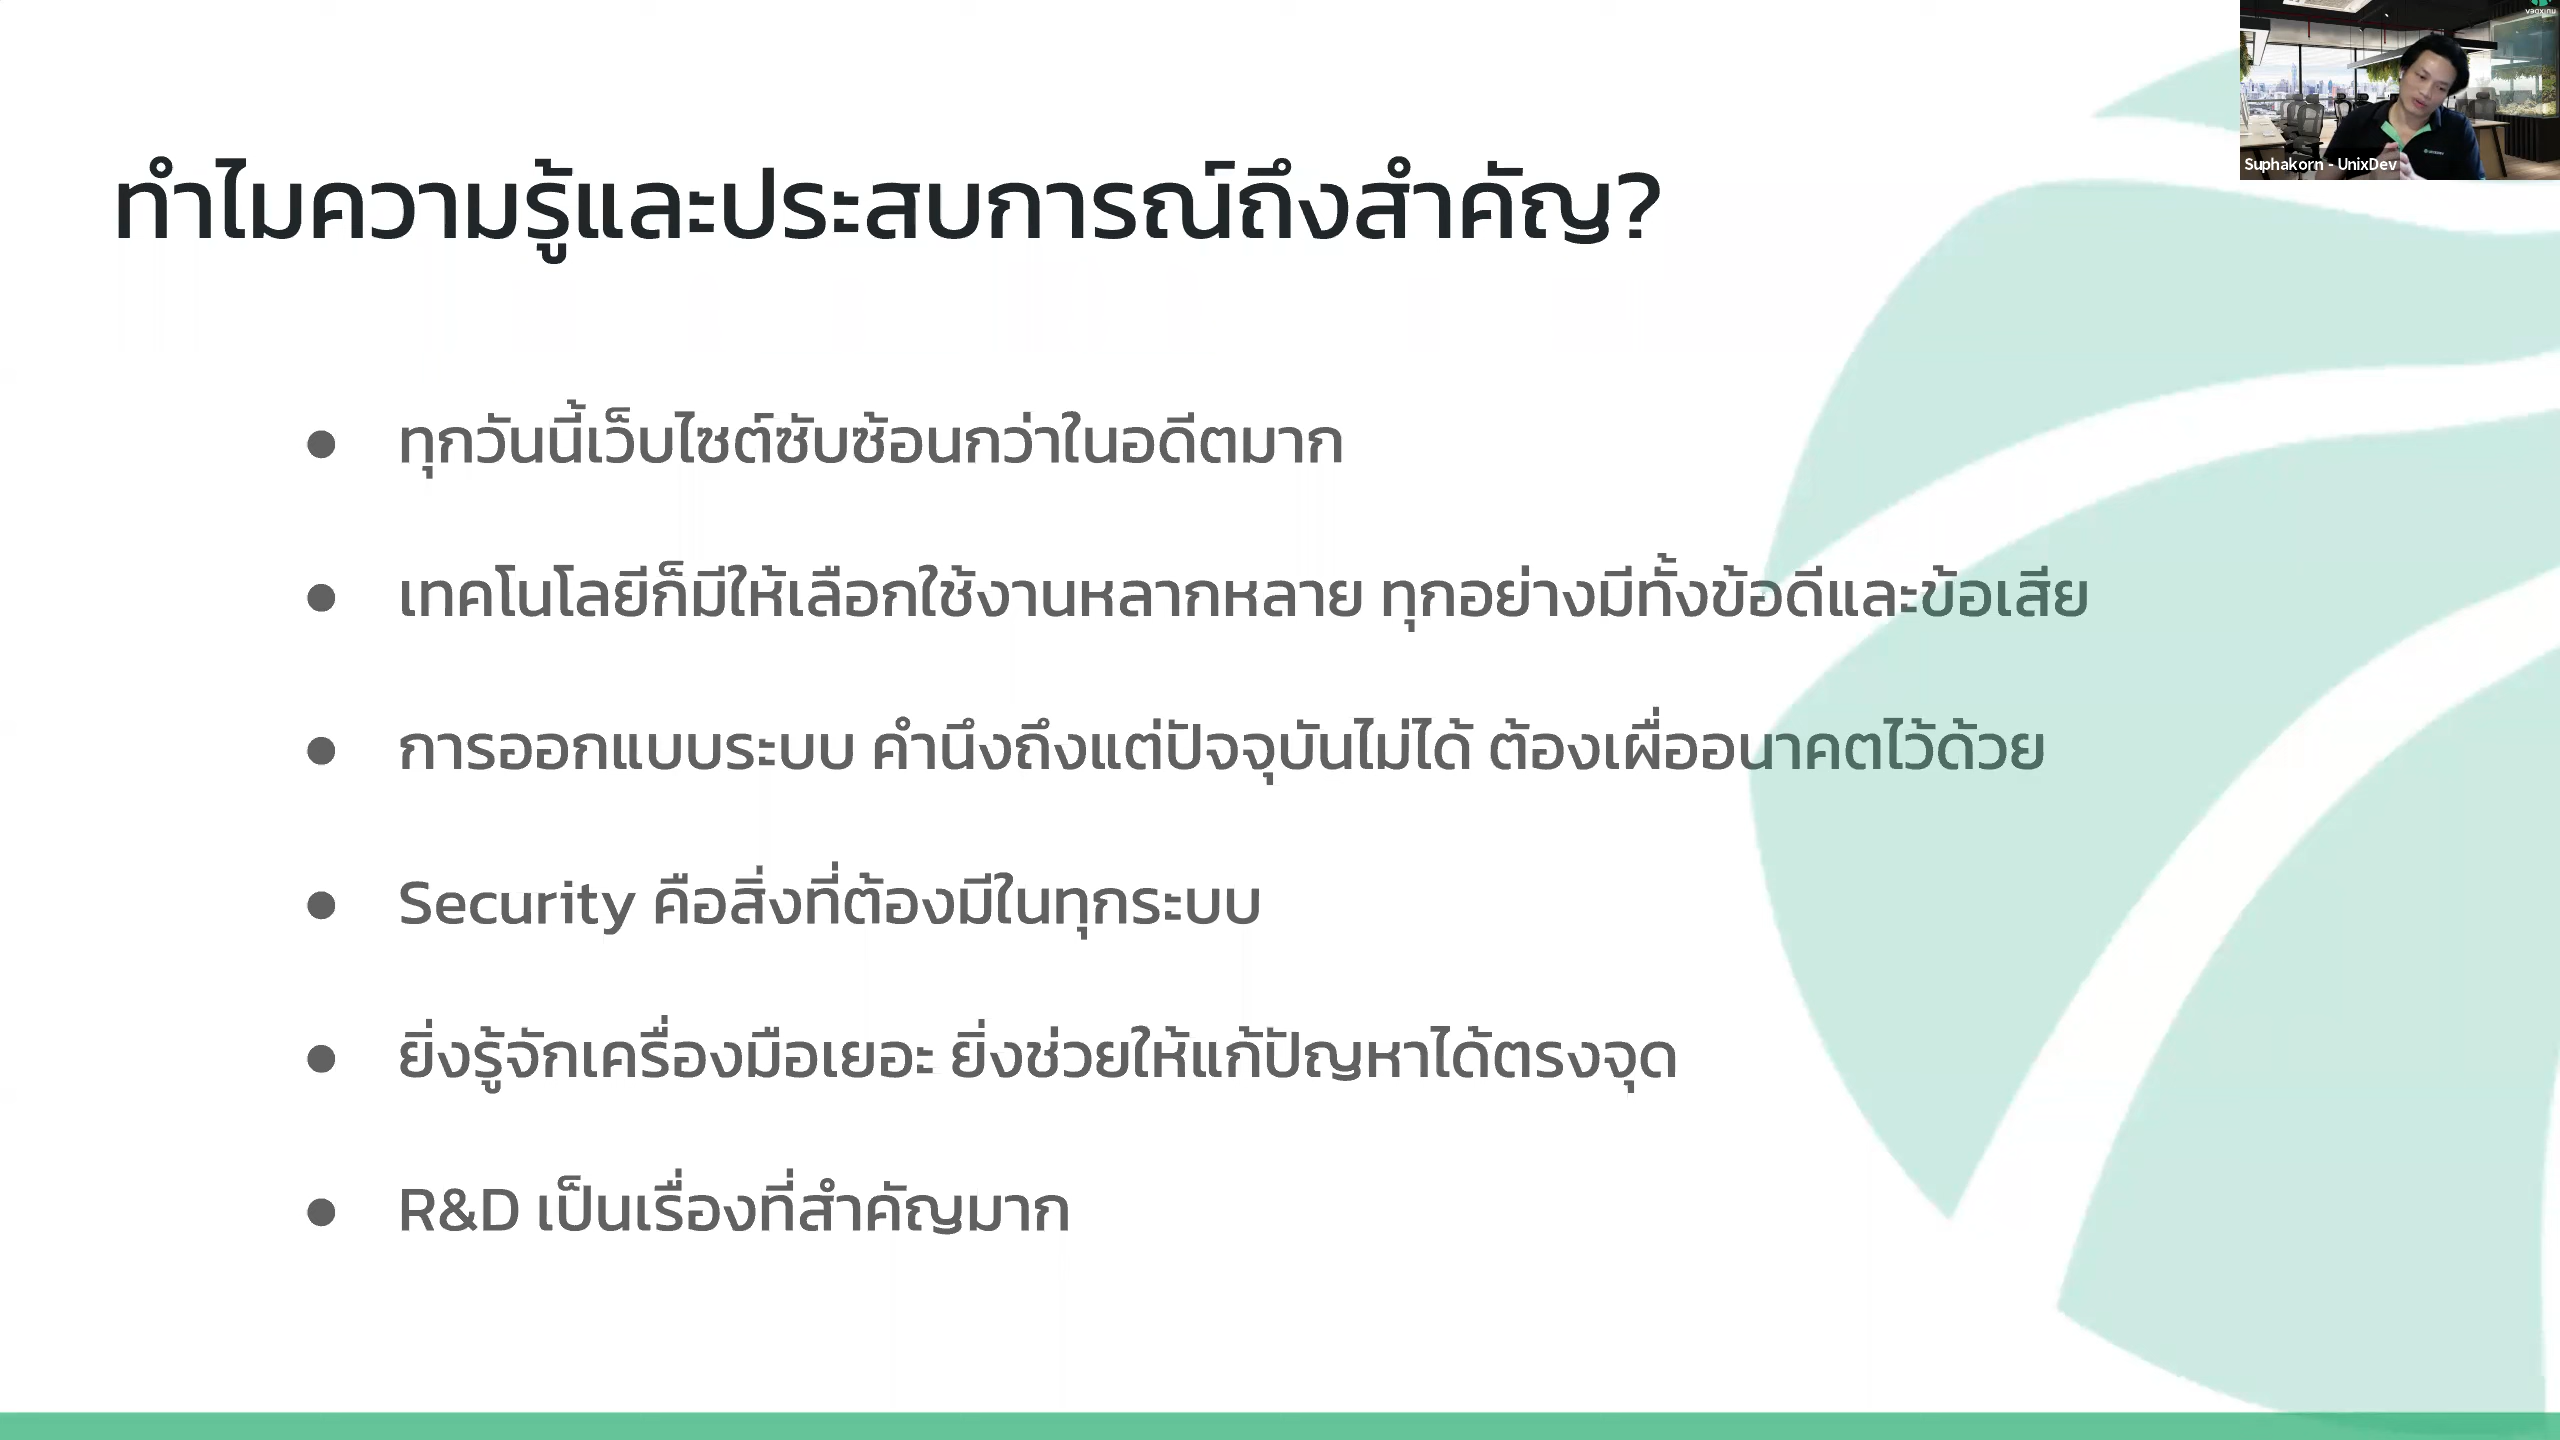 ทำไมความรู้และประสบการณ์ถึงสำคัญ?
● ทุกวันนี้เว็บไซต์ซับซ้อนกว่าในอดีตมาก
● เทคโนโลยีก็มีให้เลือกใช้งานหลากหลาย ทุกอย่างมีทั้งข้อดีและข้อเสีย
● การออกแบบระบบ คำนึงถึงแต่ปัจจุบันไม่ได้ ต้องเผื่ออนาคตไว้ด้วย
● Security คือสิ่งที่ต้องมีในทุกระบบ
● ยิ่งรู้จักเครื่องมือเยอะ ยิ่งช่วยให้แก้ปัญหาได้ตรงจุด
● R&D เป็นเรื่องที่สำคัญมาก
Suphakorn - UnixDev